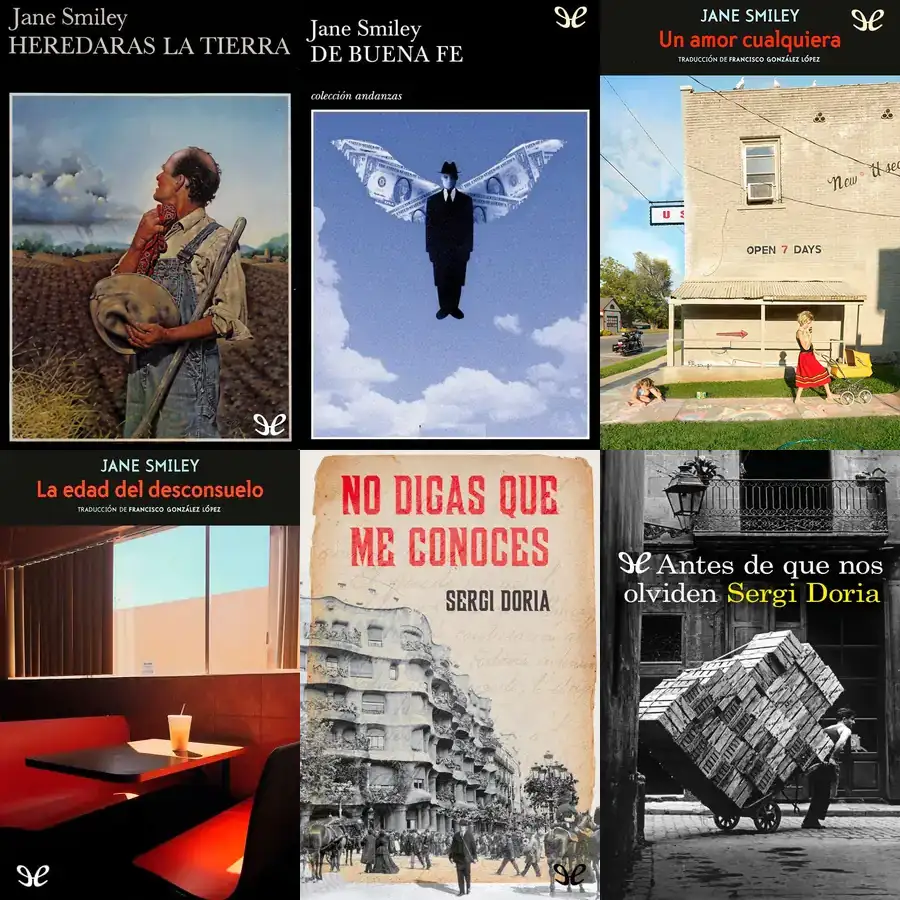 Jane Smiley
HEREDARAS LA TIERRA
Jane Smiley
DE BUENA FE
colección andanzas
JANE SMILEY
Un amor cualquiera
TRADUCCIÓN DE FRANCISCO GONZÁLEZ LÓPEZ
New & Used
U S
OPEN 7 DAYS
JANE SMILEY
La edad del desconsuelo
TRADUCCIÓN DE FRANCISCO GONZÁLEZ LÓPEZ
NO DIGAS QUE
ME CONOCES
SERGI DORIA
Antes de que nos
olviden Sergi Doria